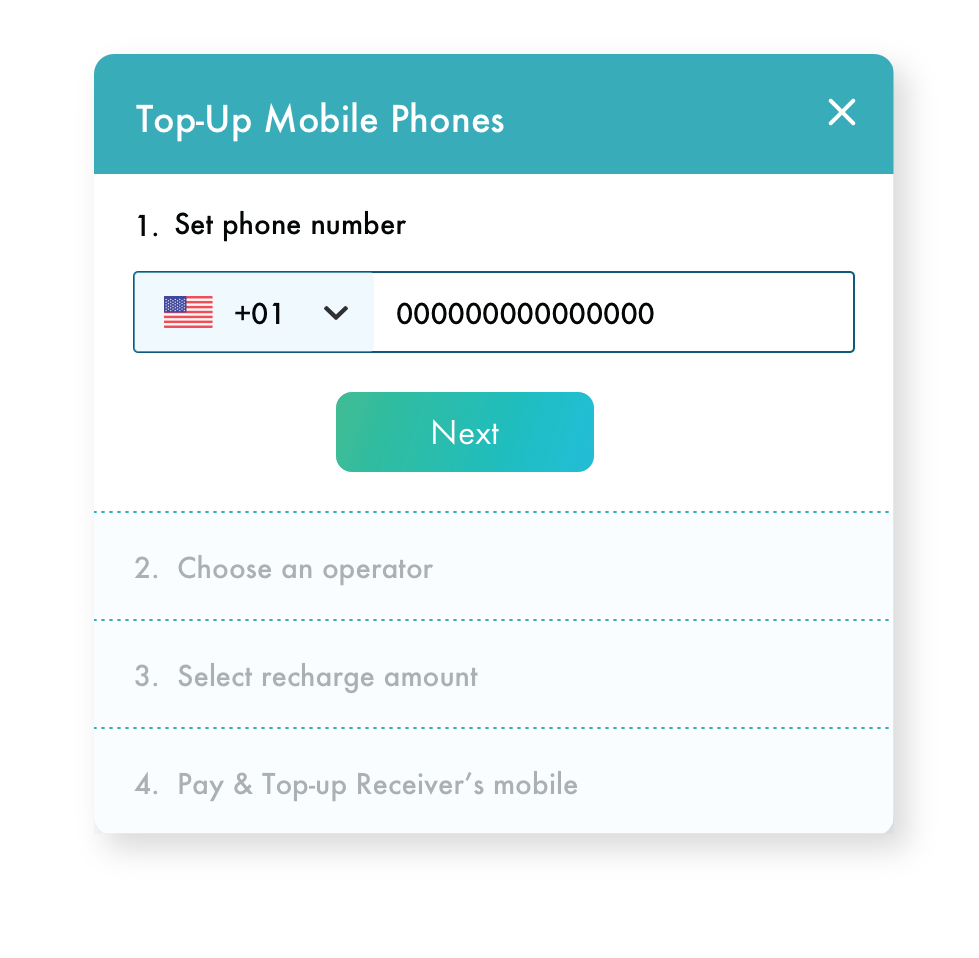 Top-Up Mobile Phones
1. Set phone number
+01 000000000000000
Next
2. Choose an operator
3. Select recharge amount
4. Pay & Top-up Receiver’s mobile